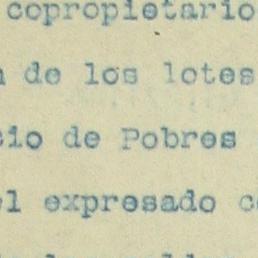 copropietario
de los lotes
cio de Pobres
el expresado